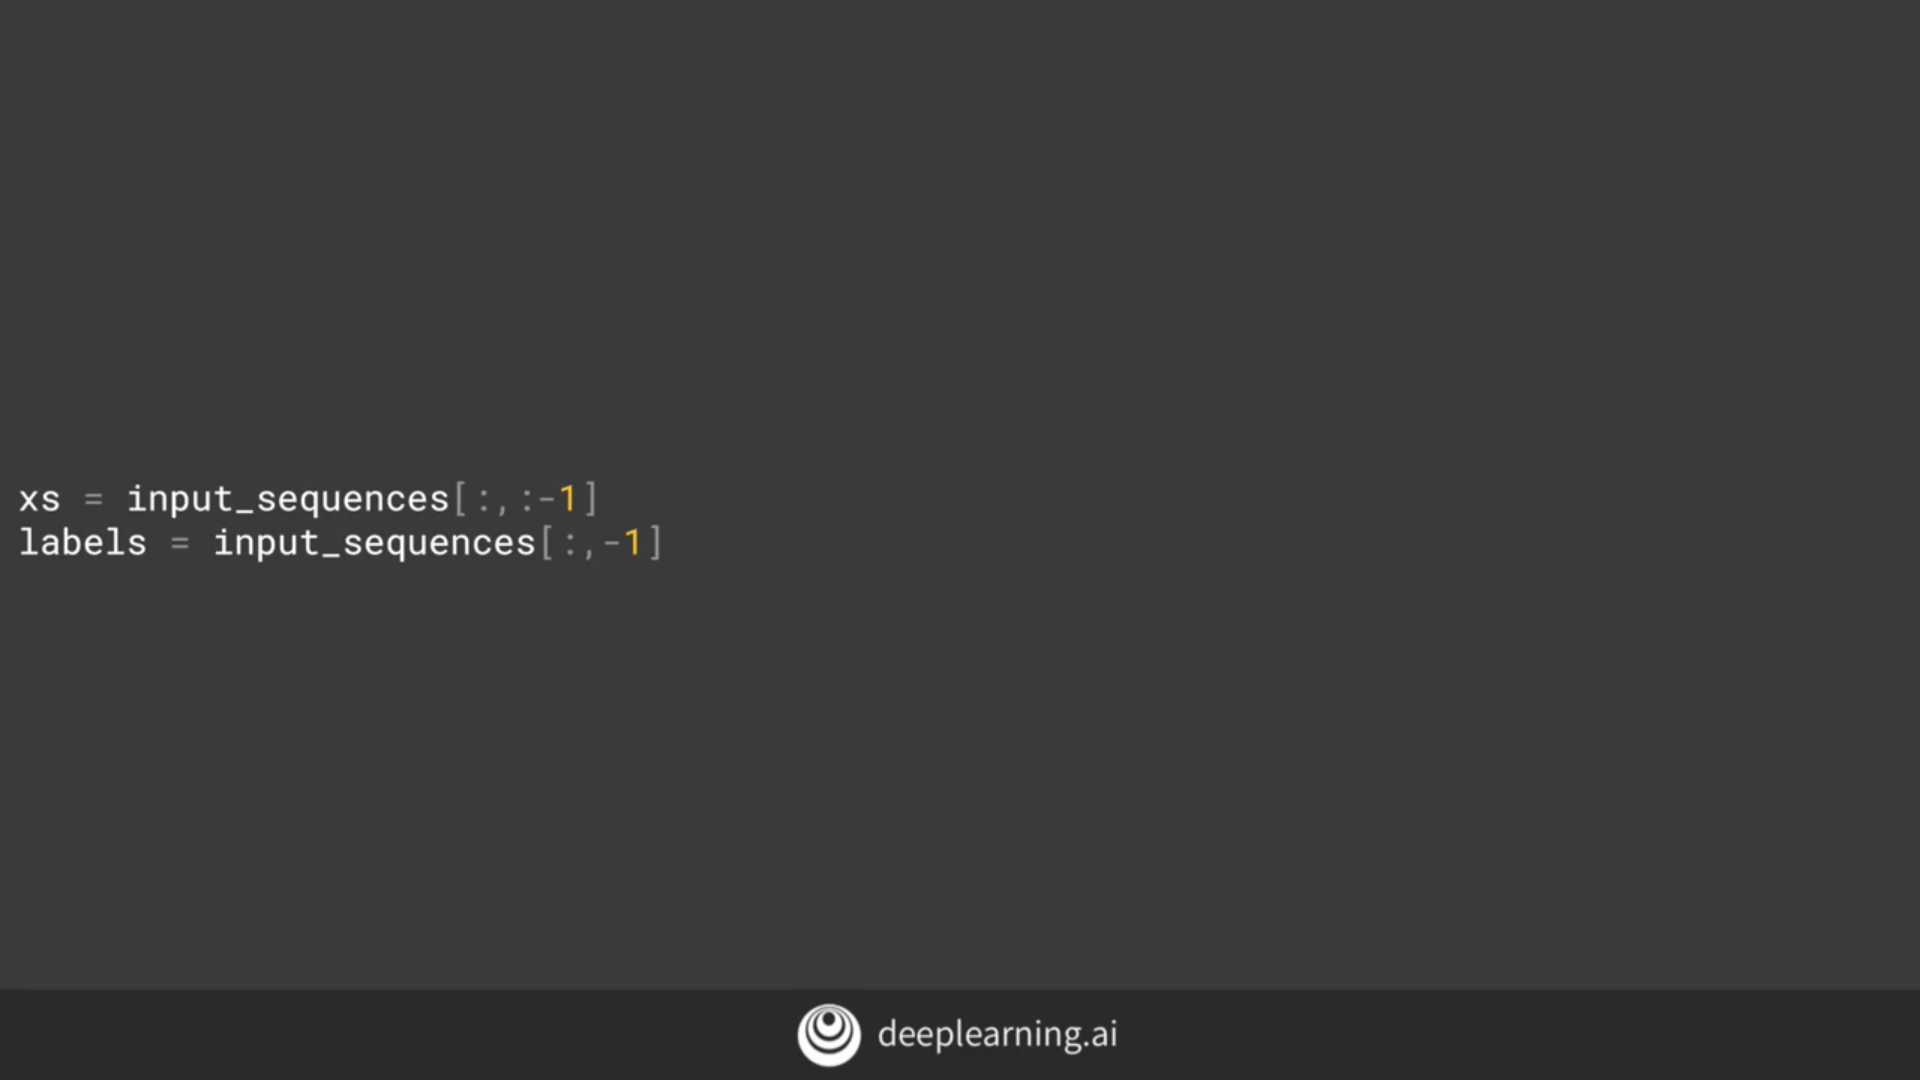 xs = input_sequences[:,:-1]
labels = input_sequences[:,-1]
deeplearning.ai